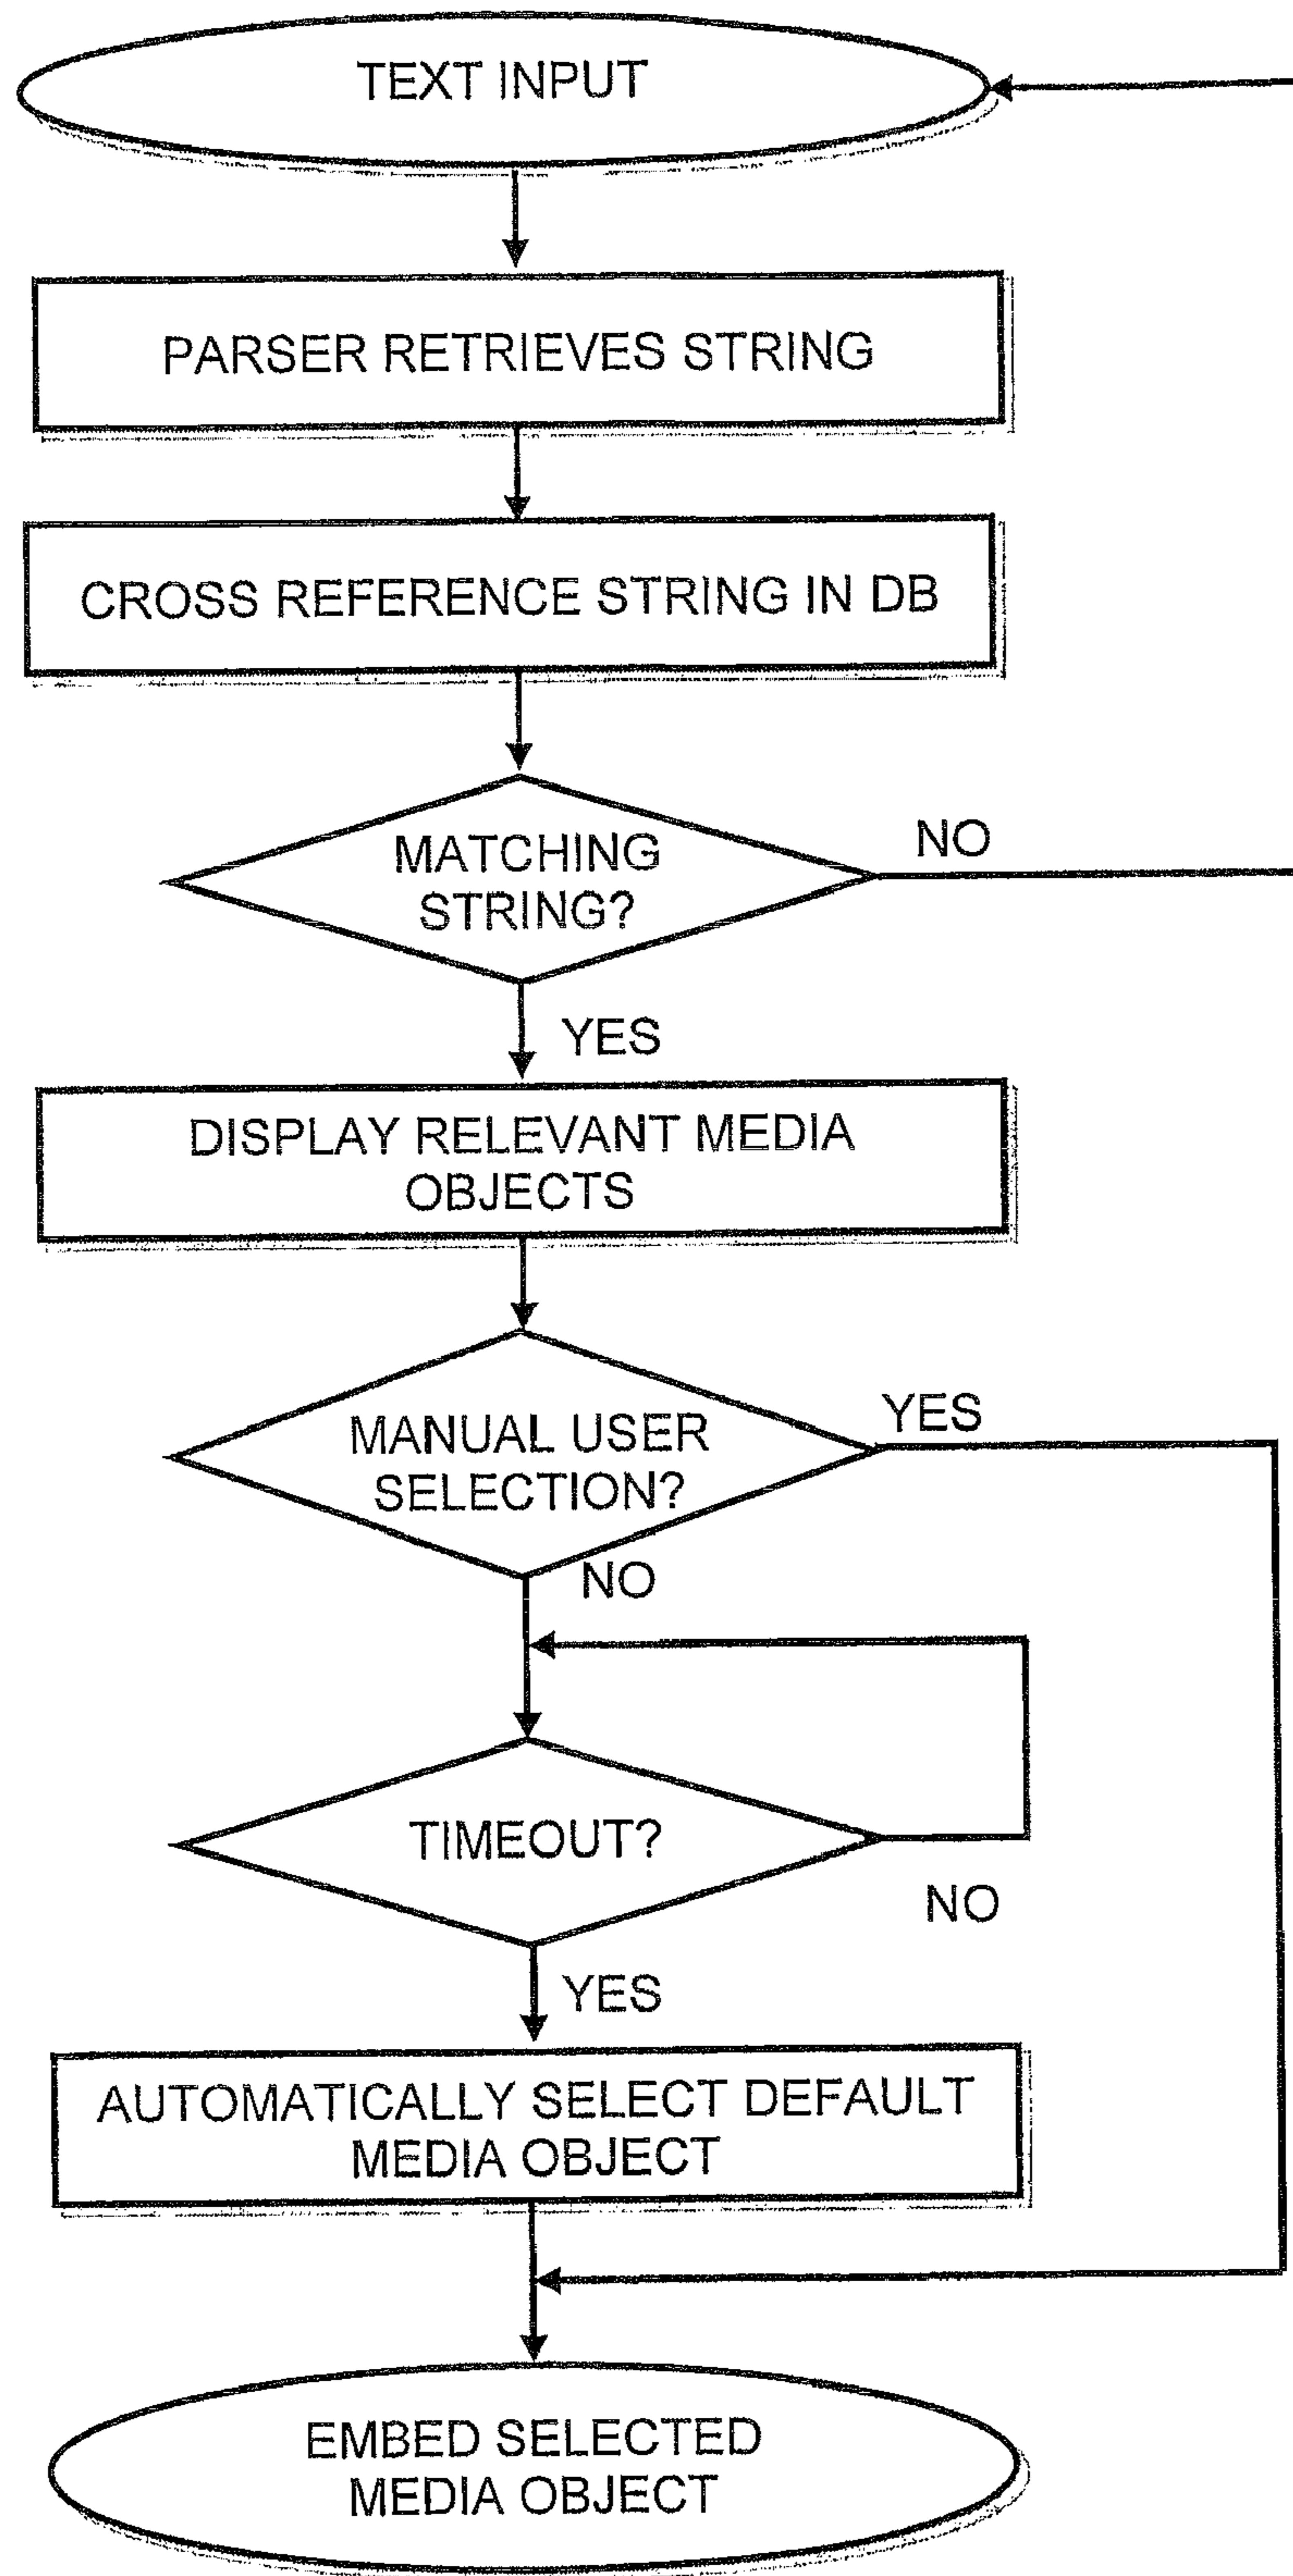 TEXT INPUT
PARSER RETRIEVES STRING
CROSS REFERENCE STRING IN DB
MATCHING
STRING?
NO
YES
DISPLAY RELEVANT MEDIA
OBJECTS
MANUAL USER
SELECTION?
YES
NO
TIMEOUT?
NO
YES
AUTOMATICALLY SELECT DEFAULT
MEDIA OBJECT
EMBED SELECTED
MEDIA OBJECT